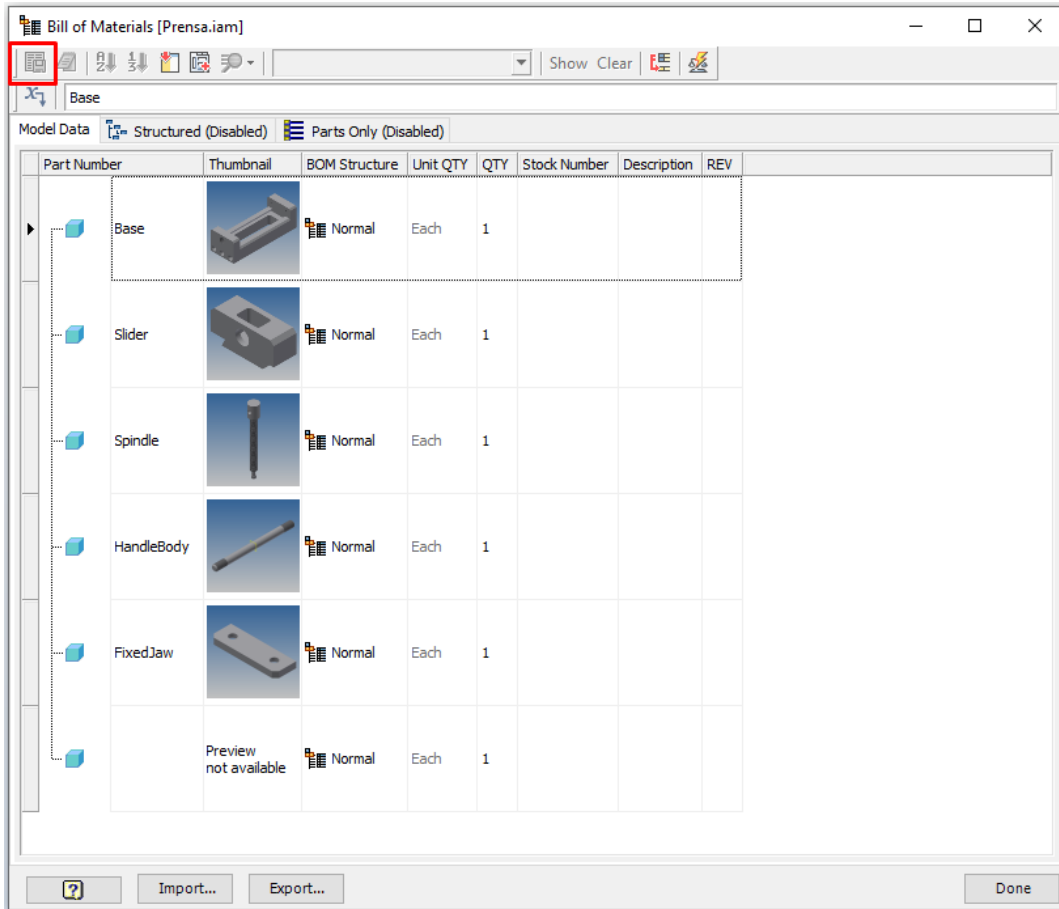 Bill of Materials [Prensa.iam]
Show Clear
Base
Model Data Structured (Disabled) Parts Only (Disabled)
Part Number Thumbnail BOM Structure Unit QTY QTY Stock Number Description REV
Base Normal Each 1
Slider Normal Each 1
Spindle Normal Each 1
HandleBody Normal Each 1
FixedJaw Normal Each 1
Preview
not available Normal Each 1
Import... Export... Done